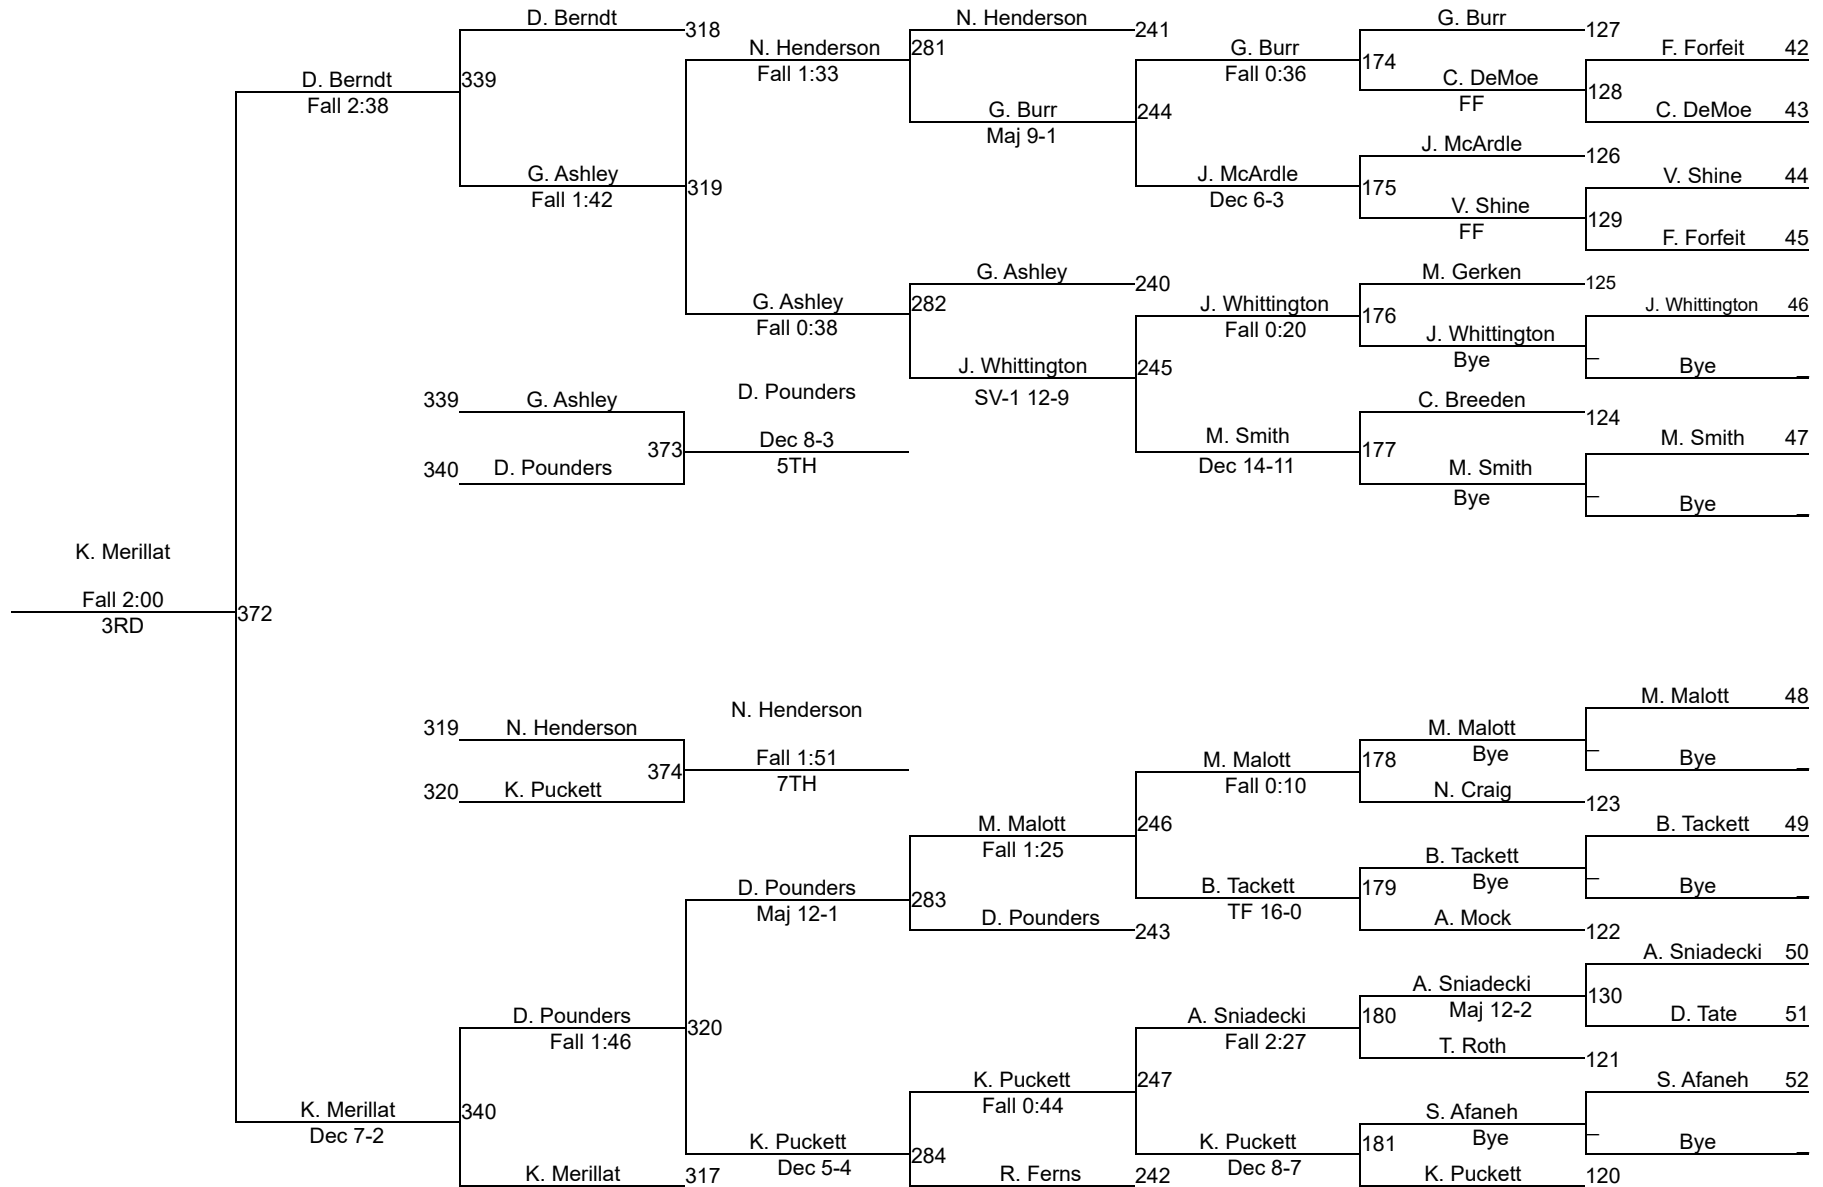 D. Berndt
318
N. Henderson
241
G. Burr
127
N. Henderson
281
G. Burr
F. Forfeit
42
Fall 1:33
Fall 0:36
174
D. Berndt
339
C. DeMoe
128
Fall 2:38
FF
G. Burr
244
C. DeMoe
43
Maj 9-1
J. McArdle
126
G. Ashley
319
J. McArdle
175
V. Shine
44
Fall 1:42
Dec 6-3
V. Shine
129
FF
F. Forfeit
45
G. Ashley
240
M. Gerken
125
G. Ashley
282
J. Whittington
176
J. Whittington
46
Fall 0:38
Fall 0:20
J. Whittington
_
Bye
J. Whittington
245
Bye
_
SV-1 12-9
D. Pounders
339
G. Ashley
C. Breeden
124
373
Dec 8-3
M. Smith
177
M. Smith
47
5TH
Dec 14-11
340
D. Pounders
M. Smith
_
Bye
Bye
_
K. Merillat
Fall 2:00
372
3RD
N. Henderson
M. Malott
48
319
N. Henderson
M. Malott
_
Bye
374
Fall 1:51
M. Malott
178
Bye
_
7TH
Fall 0:10
320
K. Puckett
N. Craig
123
M. Malott
246
B. Tackett
49
Fall 1:25
B. Tackett
_
Bye
D. Pounders
283
B. Tackett
179
Bye
_
Maj 12-1
TF 16-0
D. Pounders
243
A. Mock
122
A. Sniadecki
50
A. Sniadecki
130
Maj 12-2
D. Pounders
320
A. Sniadecki
180
D. Tate
51
Fall 1:46
Fall 2:27
T. Roth
121
K. Puckett
247
S. Afaneh
52
Fall 0:44
K. Merillat
340
S. Afaneh
_
Dec 7-2
Bye
K. Puckett
284
K. Puckett
181
Bye
_
Dec 5-4
Dec 8-7
K. Merillat
317
R. Ferns
242
K. Puckett
120